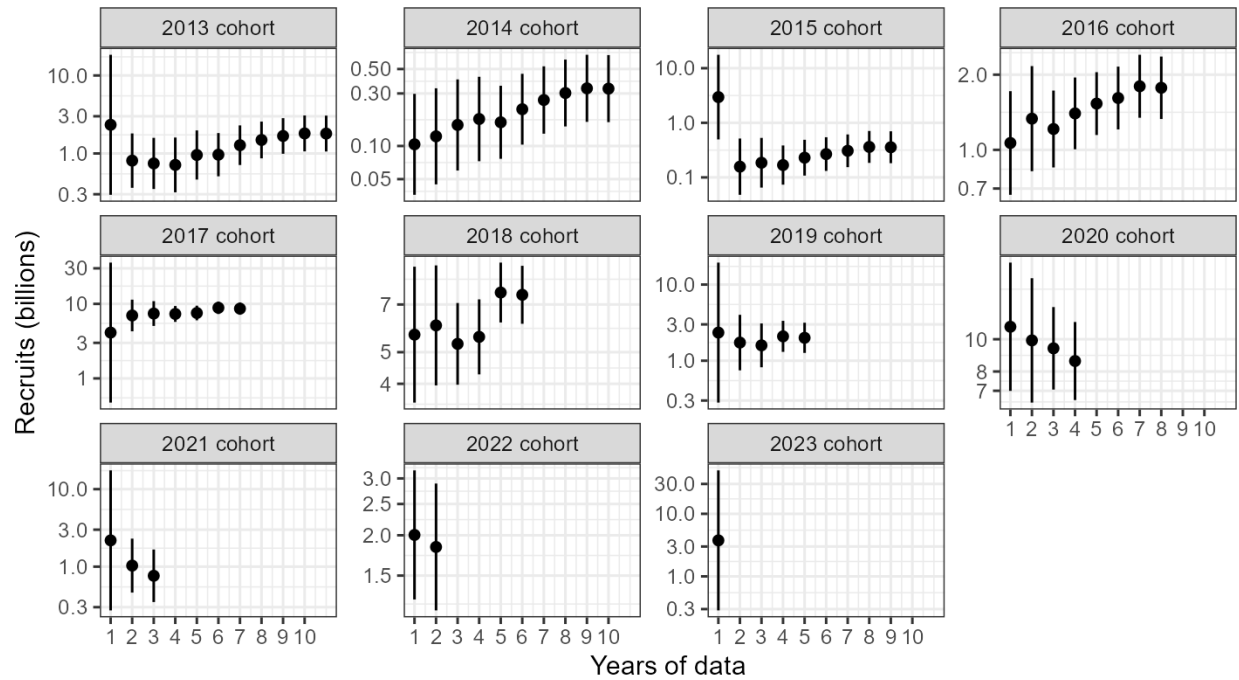 2013 cohort 2014 cohort 2015 cohort 2016 cohort
10.0 3.0 1.0 0.3
0.50 0.30 0.10 0.05
10.0 1.0 0.1
2.0 1.0 0.7
2017 cohort 2018 cohort 2019 cohort 2020 cohort
30 10 3 1
7 5 4
10.0 3.0 1.0 0.3
10 8 7
1 2 3 4 5 6 7 8 9 10
2021 cohort 2022 cohort 2023 cohort
10.0 3.0 1.0 0.3
3.0 2.5 2.0 1.5
30.0 10.0 3.0 1.0 0.3
1 2 3 4 5 6 7 8 9 10 1 2 3 4 5 6 7 8 9 10 1 2 3 4 5 6 7 8 9 10
Recruits (billions)
Years of data